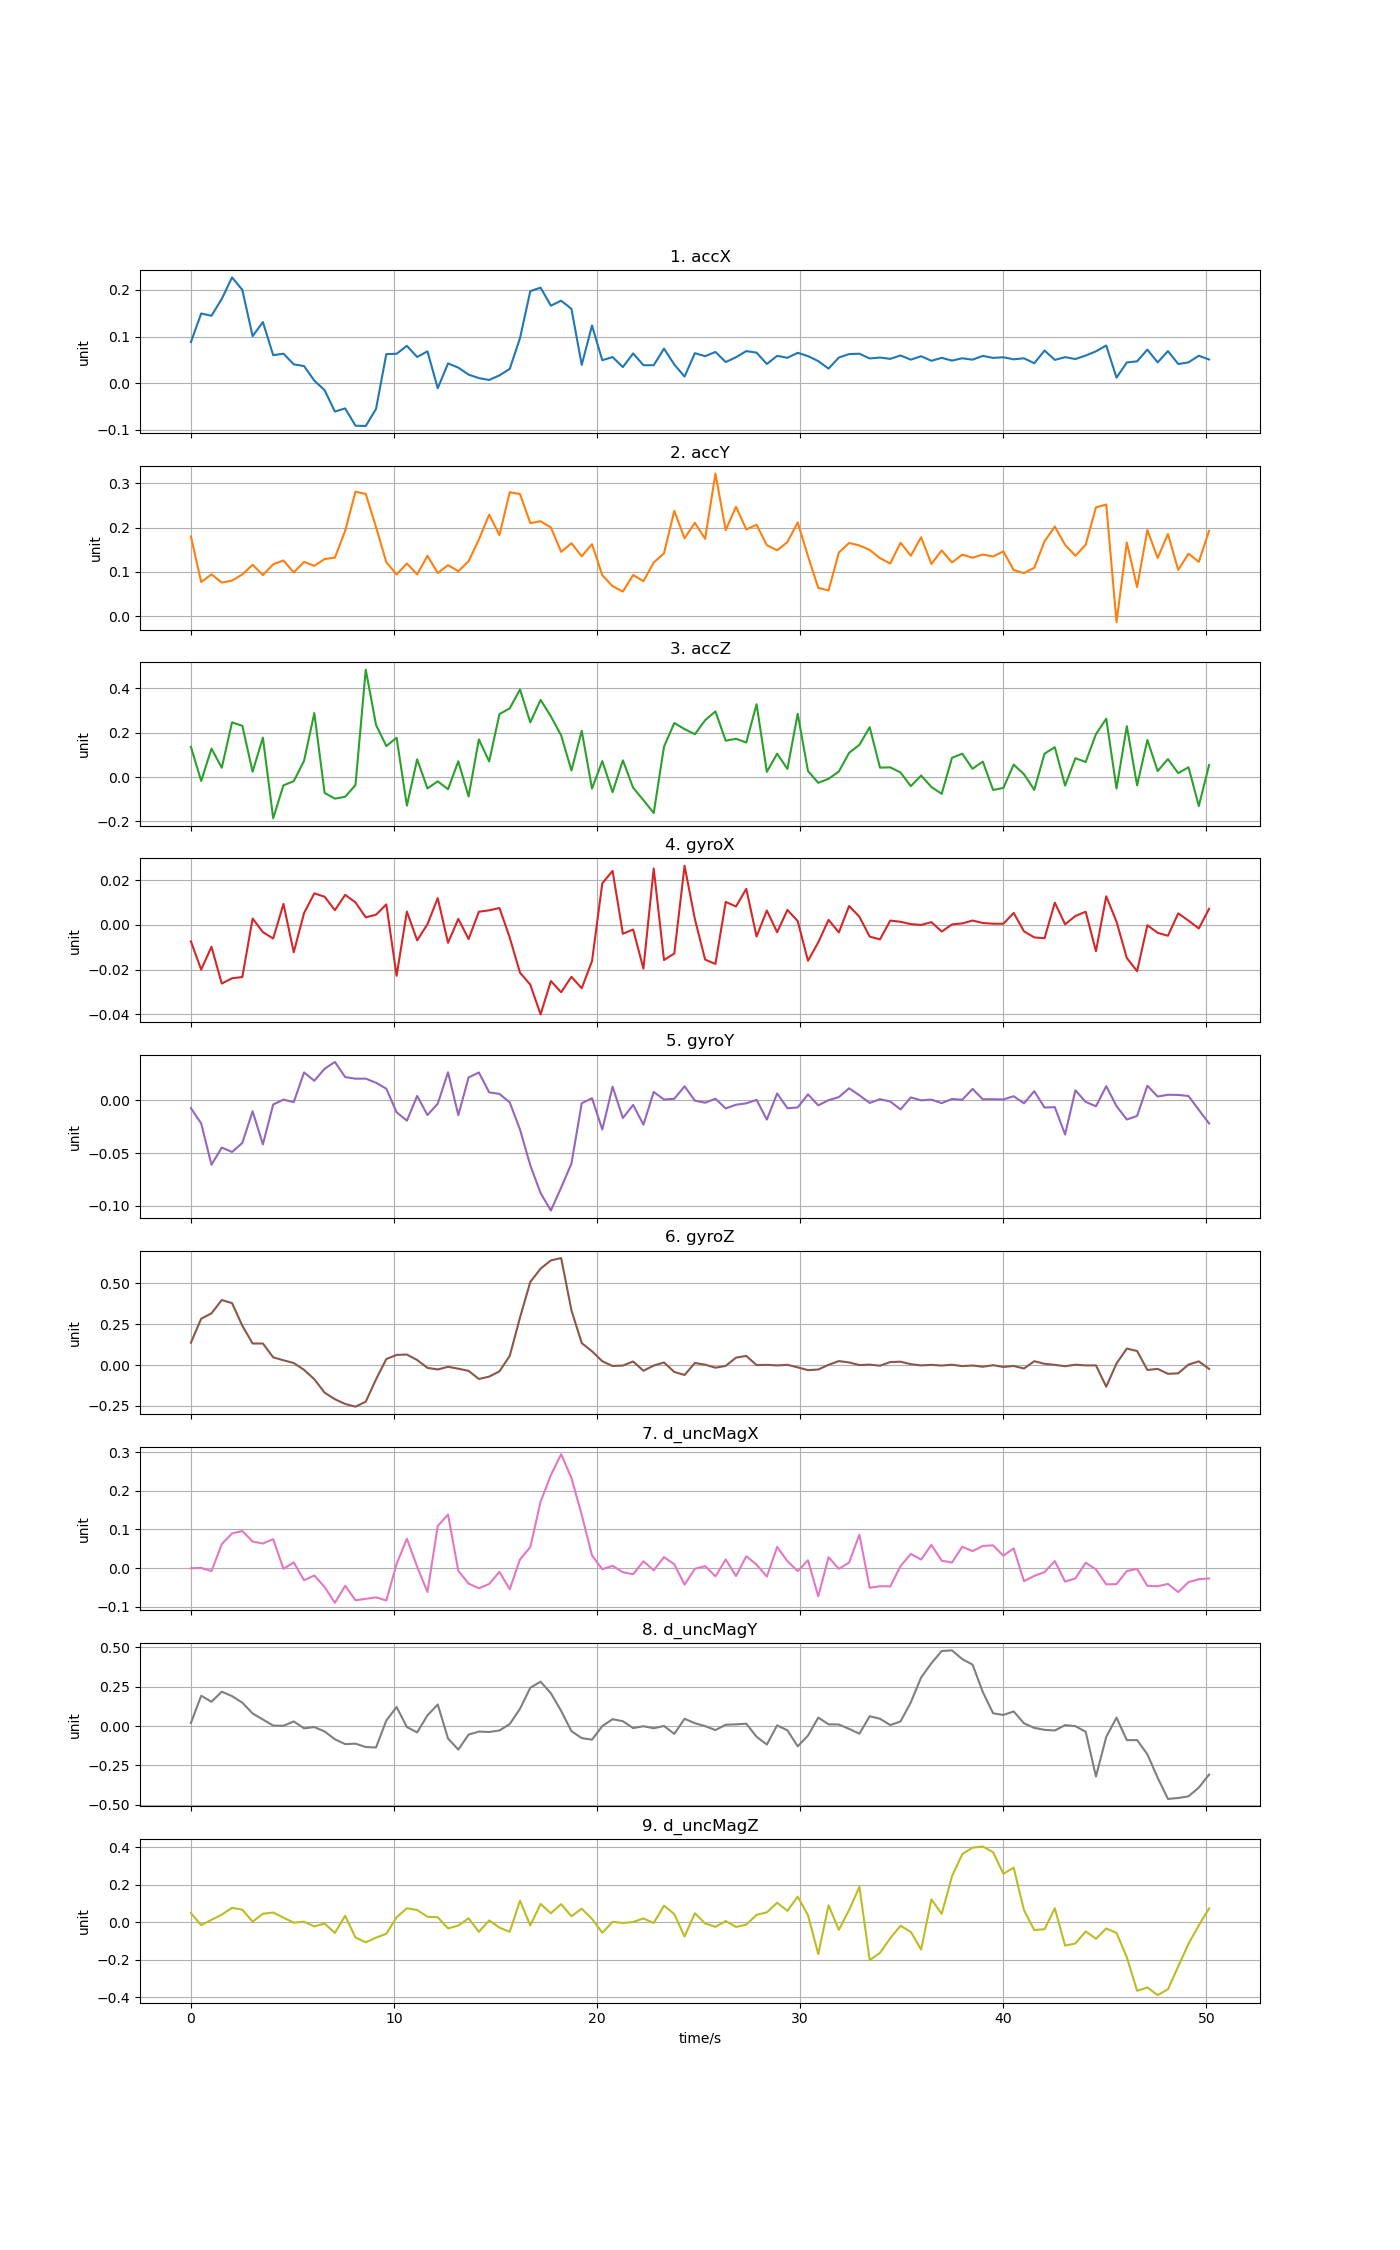 1. accX
0.2
0.1
0.0
−0.1
unit
2. accY
0.3
0.2
0.1
0.0
unit
3. accZ
0.4
0.2
0.0
−0.2
unit
4. gyroX
0.02
0.00
−0.02
−0.04
unit
5. gyroY
0.00
−0.05
−0.10
unit
6. gyroZ
0.50
0.25
0.00
−0.25
unit
7. d_uncMagX
0.3
0.2
0.1
0.0
−0.1
unit
8. d_uncMagY
0.50
0.25
0.00
−0.25
−0.50
unit
9. d_uncMagZ
0.4
0.2
0.0
−0.2
−0.4
unit
0 10 20 30 40 50
time/s